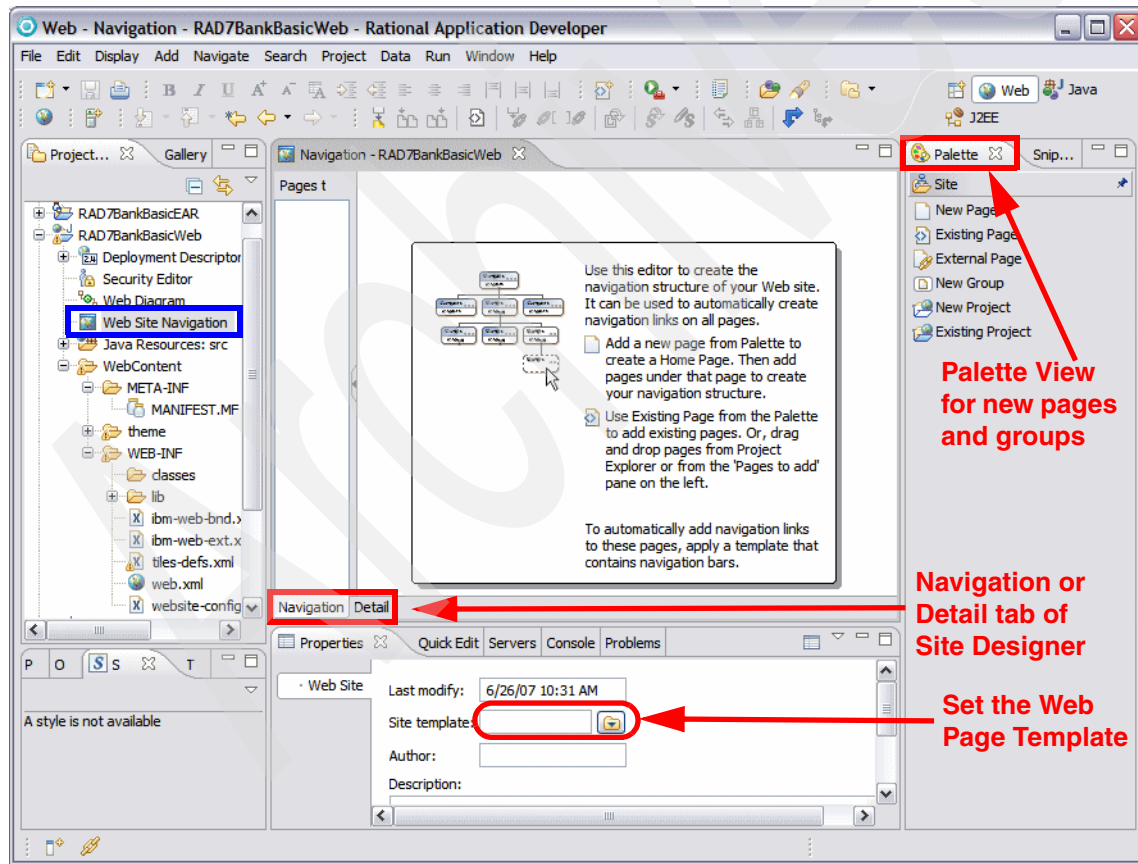 Web - Navigation - RAD7BankBasicWeb - Rational Application Developer
File Edit Display Add Navigate Search Project Data Run Window Help
B I U A A
Web Java
J2EE
Project... Gallery
RAD7BankBasicEAR
RAD7BankBasicWeb
Deployment Descriptor
Security Editor
Web Diagram
Web Site Navigation
Java Resources: src
WebContent
META-INF
MANIFEST.MF
theme
WEB-INF
classes
lib
ibm-web-bnd.x
ibm-web-ext.x
tiles-defs.xml
web.xml
website-config
P O S S T
A style is not available
Navigation - RAD7BankBasicWeb
Pages t
Use this editor to create the
navigation structure of your Web site.
It can be used to automatically create
navigation links on all pages.
Add a new page from Palette to
create a Home Page. Then add
pages under that page to create
your navigation structure.
Use Existing Page from the Palette
to add existing pages. Or, drag
and drop pages from Project
Explorer or from the 'Pages to add'
pane on the left.
To automatically add navigation links
to these pages, apply a template that
contains navigation bars.
Navigation Detail
Properties Quick Edit Servers Console Problems
Web Site
Last modify: 6/26/07 10:31 AM
Site template:
Author:
Description:
Palette Snip...
Site
New Page
Existing Page
External Page
New Group
New Project
Existing Project
Palette View
for new pages
and groups
Navigation or
Detail tab of
Site Designer
Set the Web
Page Template